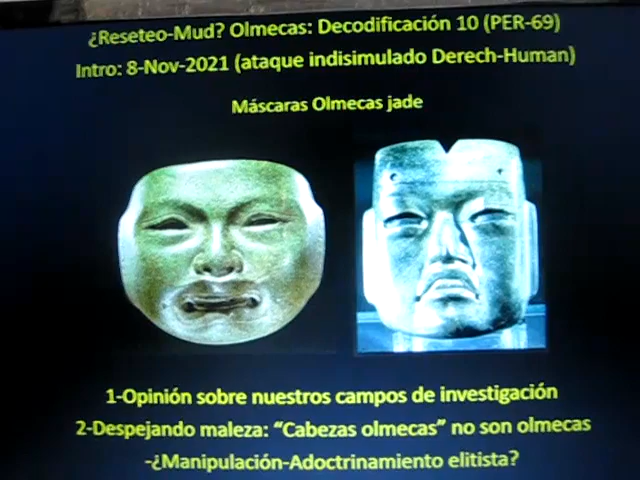 ¿Reseteo-Mud? Olmecas: Decodificación 10 (PER-69)
Intro: 8-Nov-2021 (ataque indisimulado Derech-Human)
Máscaras Olmecas jade
1-Opinión sobre nuestros campos de investigación
2-Despejando maleza: “Cabezas olmecas” no son olmecas
-¿Manipulación-Adoctrinamiento elitista?